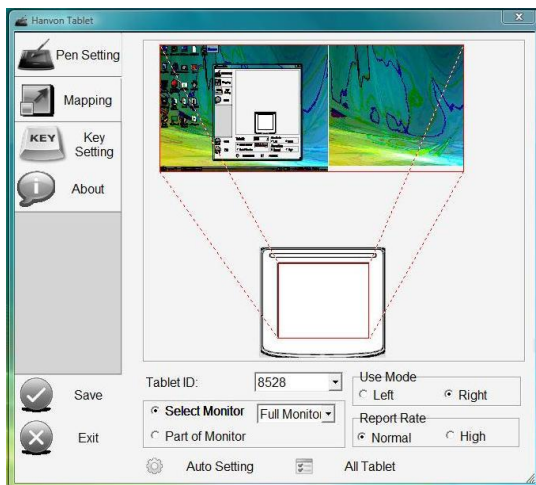 Hanvon Tablet
Pen Setting
Mapping
KEY
Key
Setting
About
Save
Exit
Tablet ID:
8528
Select Monitor
Full Monitor
Part of Monitor
Use Mode
Left
Right
Report Rate
Normal
High
Auto Setting
All Tablet